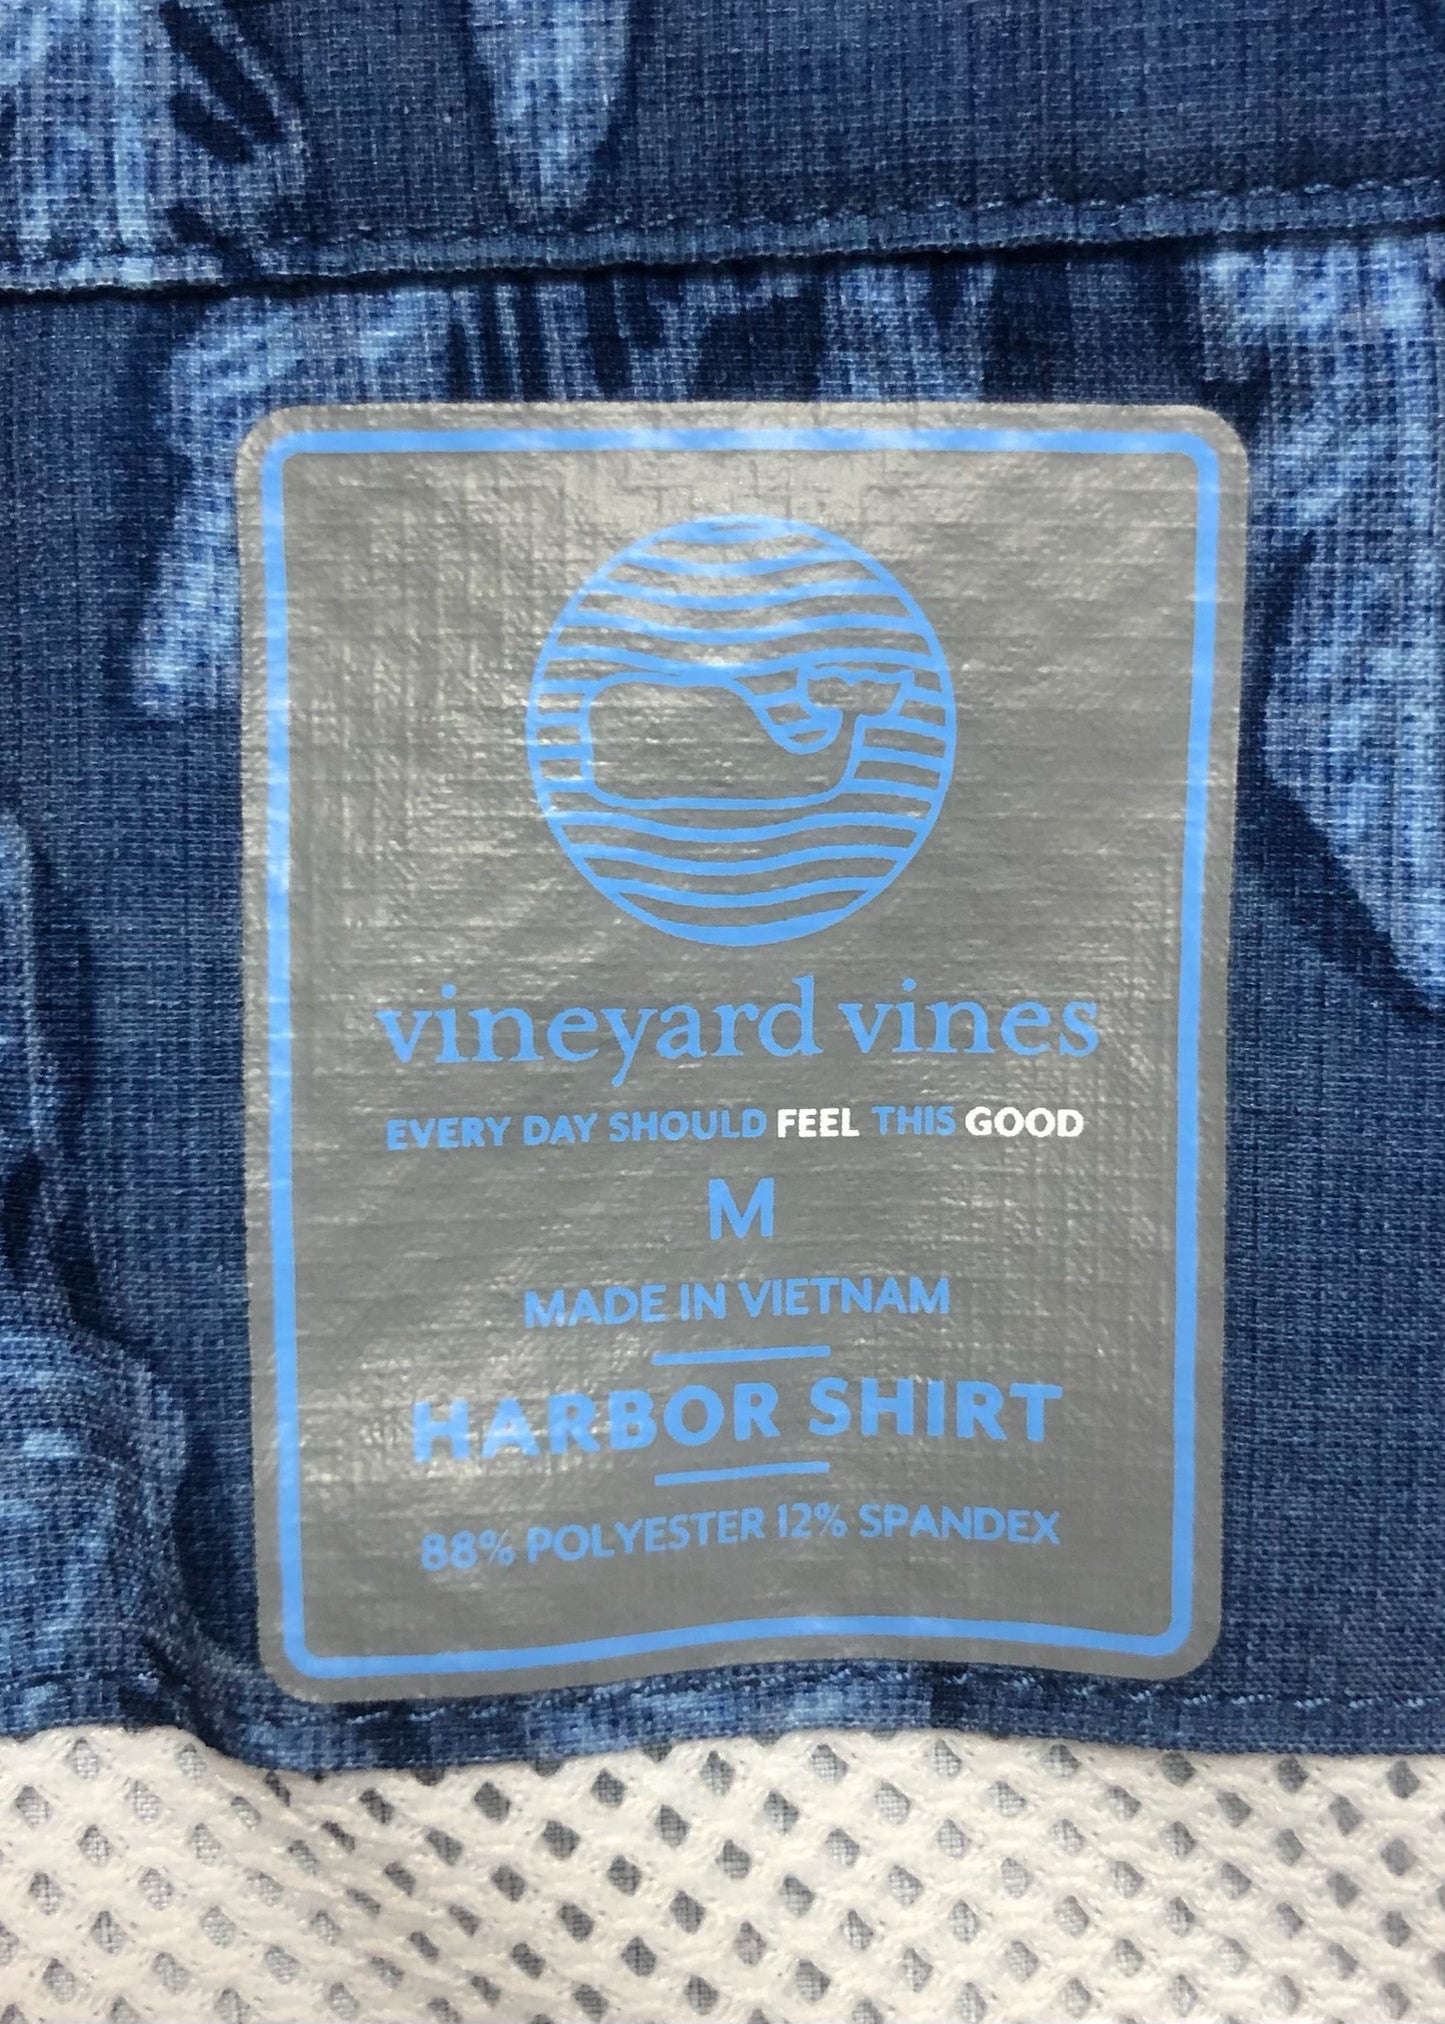 vineyard vines
EVERY DAY SHOULD FEEL THIS GOOD
M
MADE IN VIETNAM
HARBOR SHIRT
88% POLYESTER 12% SPANDEX